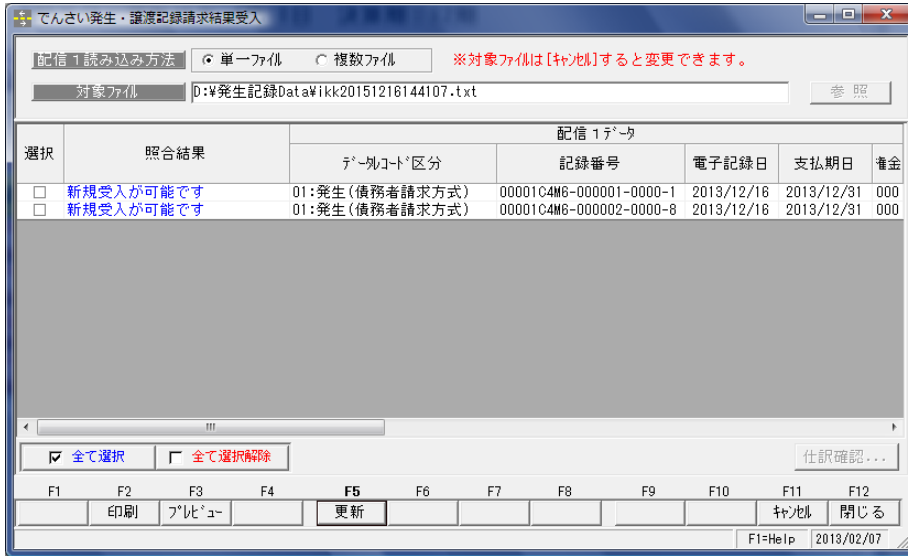 でんさい発生・譲渡記録請求結果受入
配信1読み込み方法 単一ファイル 複数ファイル ※対象ファイルは[キャンセル]すると変更できます。
対象ファイル D:¥発生記録Data¥ikk20151216144107.txt 参照
配信1データ
選択 照合結果 データルコード区分 記録番号 電子記録日 支払期日
新規受入が可能です 01:発生(債務者請求方式) 00001C4M6-000001-0000-1 2013/12/16 2013/12/31 000
新規受入が可能です 01:発生(債務者請求方式) 00001C4M6-000002-0000-8 2013/12/16 2013/12/31 000
全て選択 全て選択解除 仕訳確認...
F1 F2 F3 F4 F5 F6 F7 F8 F9 F10 F11 F12
印刷 プレビュー 更新 キャンセル 閉じる
F1=Help 2013/02/07